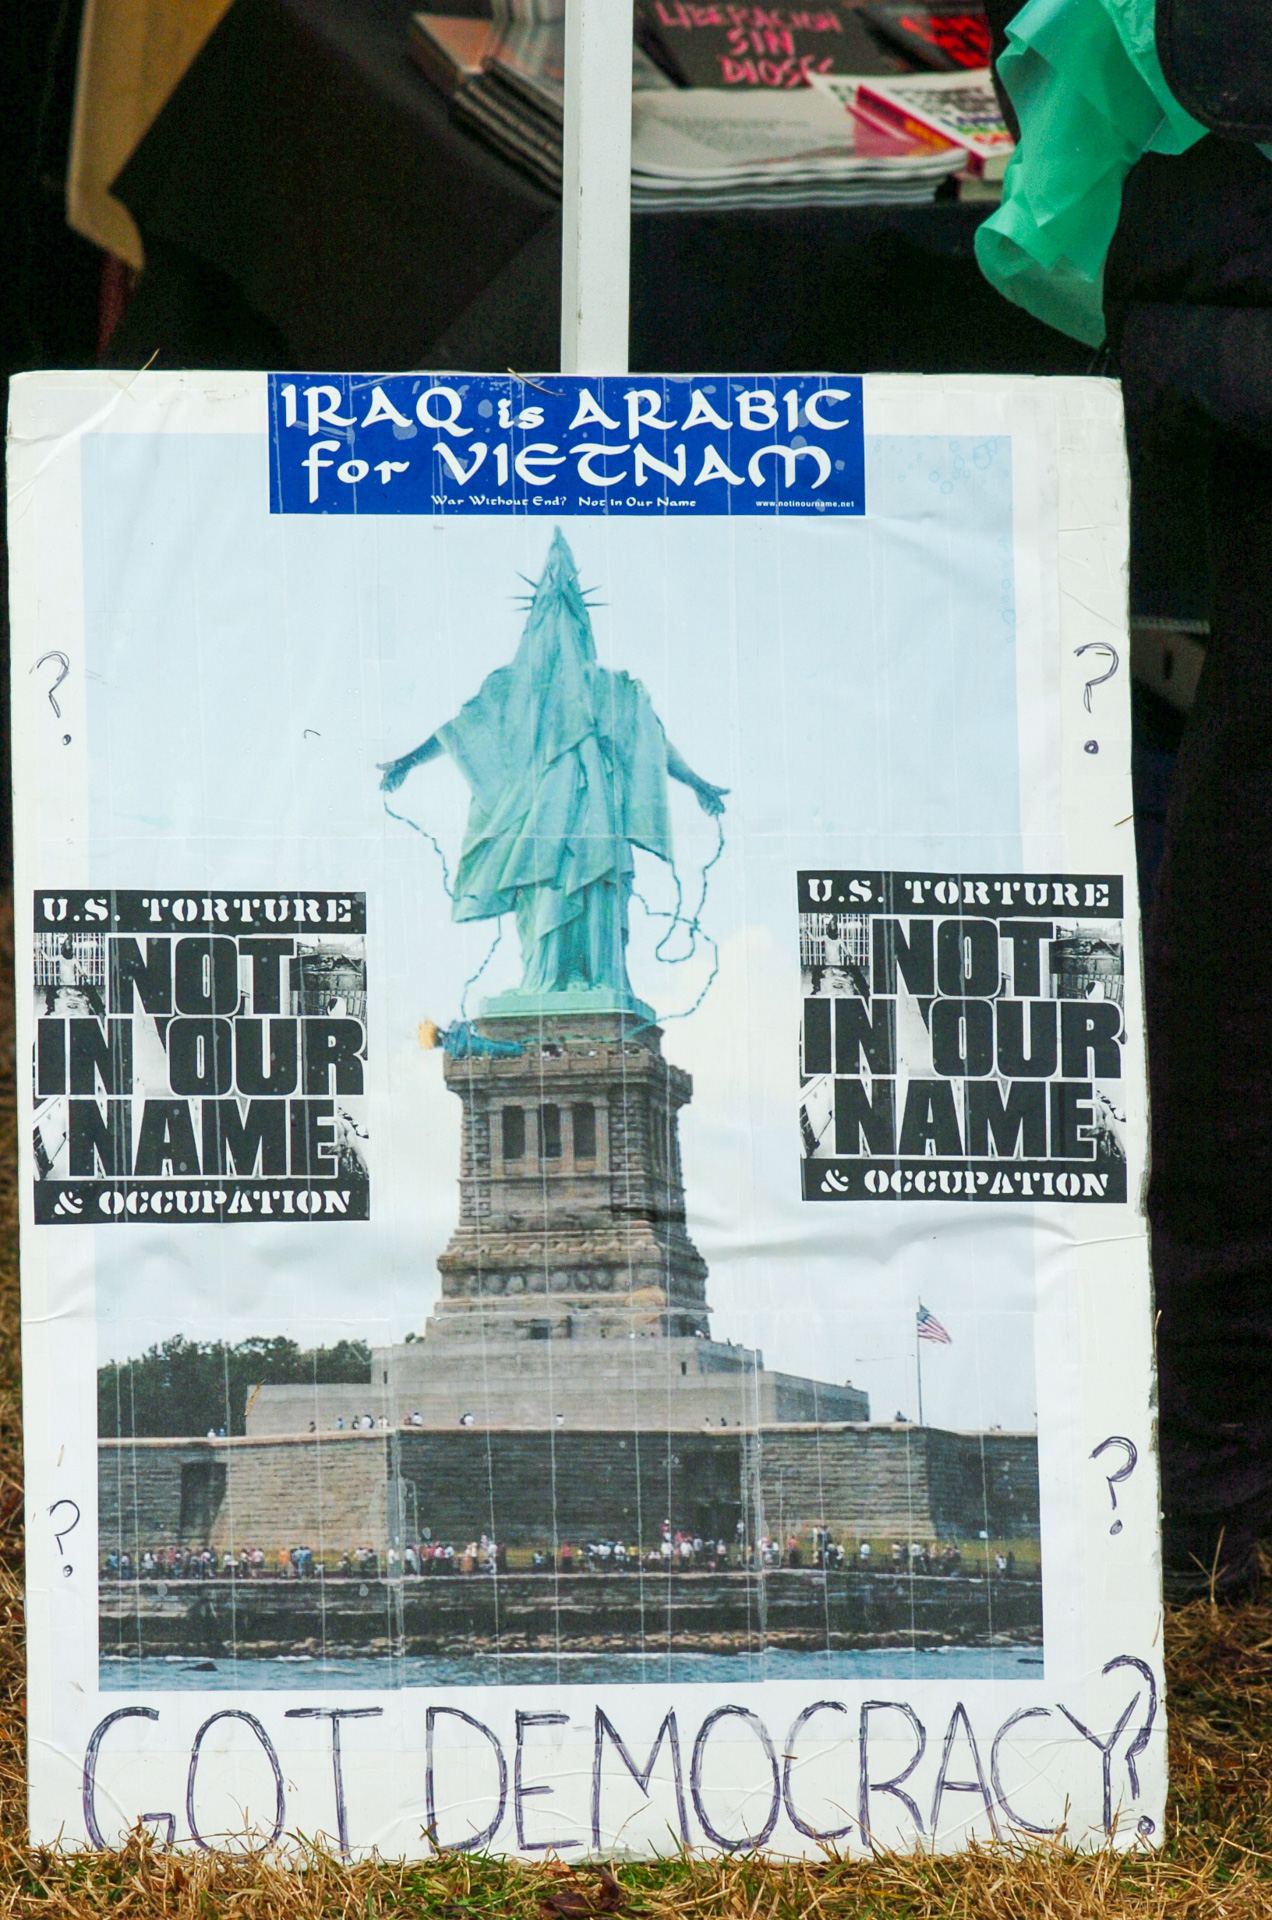 LIBERACION
SIN
DIOSES
IRAQ is ARABIC
for VIETNAM
War Without End? Not in Our Name
www.notinourname.net
?
?
U.S. TORTURE
NOT
IN OUR
NAME
& OCCUPATION
U.S. TORTURE
NOT
IN OUR
NAME
& OCCUPATION
?
?
GOT DEMOCRACY?